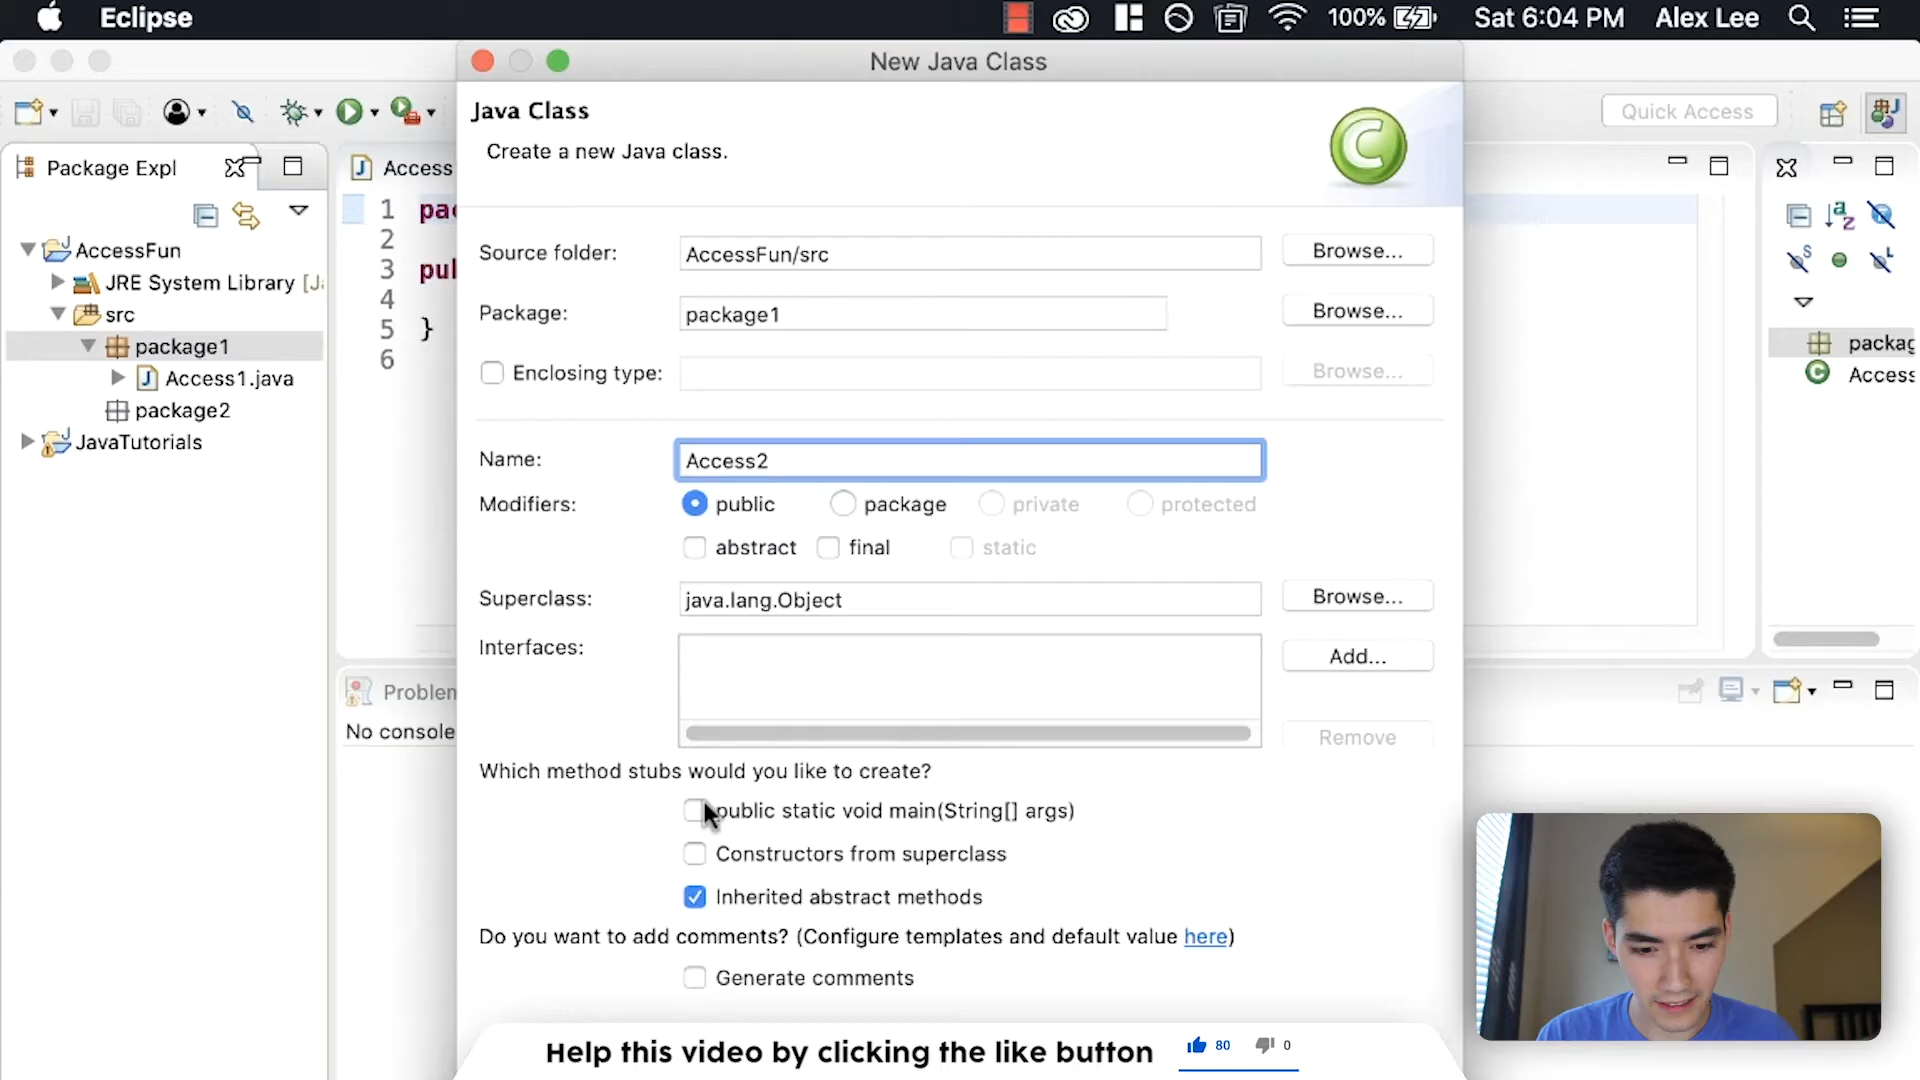 Eclipse
100%
Sat 6:04 PM
Alex Lee
New Java Class
Java Class
Create a new Java class.
Quick Access
Package Expl
Access
1 pac
2
3 pul
4
5 }
6
AccessFun
JRE System Library [Ja
src
package1
Access1.java
package2
JavaTutorials
Source folder:
AccessFun/src
Browse...
Package:
package1
Browse...
Enclosing type:
Browse...
Name:
Access2
Modifiers:
public
package
private
protected
abstract
final
static
Superclass:
java.lang.Object
Browse...
Interfaces:
Add...
Remove
Which method stubs would you like to create?
public static void main(String[] args)
Constructors from superclass
Inherited abstract methods
Do you want to add comments? (Configure templates and default value here)
Generate comments
packag
Access
Problem
No console
Help this video by clicking the like button
80
0